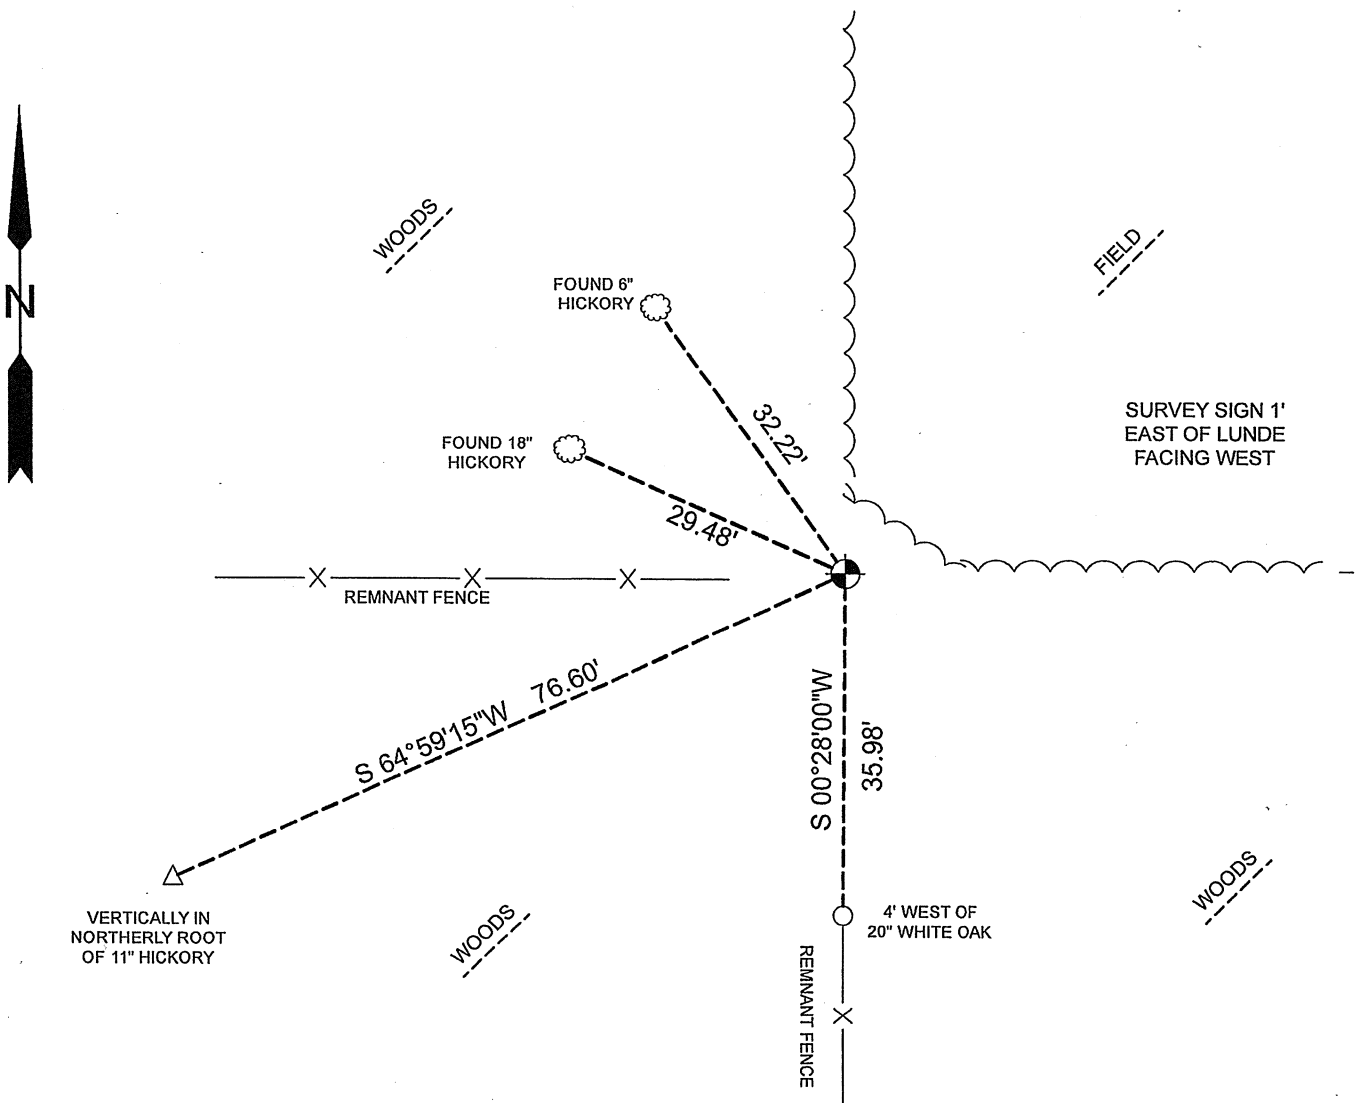 WOODS
FIELD
N
FOUND 6"
HICKORY
32.22'
SURVEY SIGN 1'
EAST OF LUNDE
FACING WEST
FOUND 18"
HICKORY
29.48'
REMNANT FENCE
S 64°59'15"W 76.60'
S 00°28'00"W
35.98'
VERTICALLY IN
NORTHERLY ROOT
OF 11" HICKORY
WOODS
4' WEST OF
20" WHITE OAK
WOODS
REMNANT FENCE